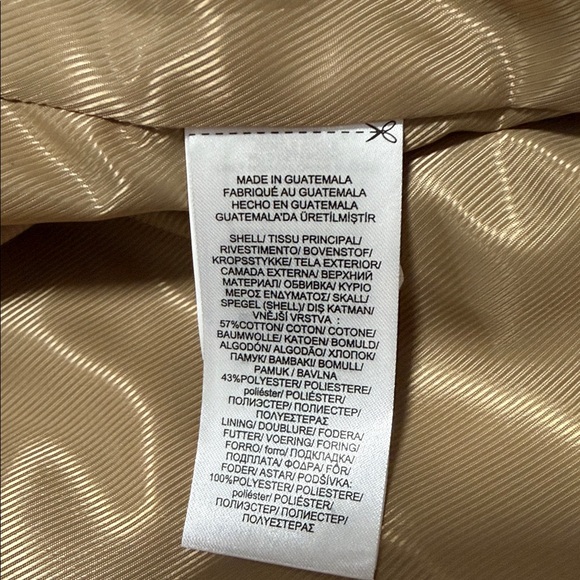 MADE IN GUATEMALA
FABRIQUÉ AU GUATEMALA
HECHO EN GUATEMALA
GUATEMALA'DA ÜRETİLMİŞTİR
SHELL/ TISSU PRINCIPAL/
RIVESTIMENTO/ BOVENSTOF/
KROPSSTYKKE/ TELA EXTERIOR/
CAMADA EXTERNA/ ВЕРХНИЙ
МАТЕРИАЛ/ ОБВИВКА/ ΚΥΡΙΟ
ΜΕΡΟΣ ΕΝΔΥΜΑΤΟΣ/ SKALL/
SPEGEL (SHELL)/ DIŞ KATMAN/
VNĚJŠÍ VRSTVA :
57%COTTON/ COTON/ COTONE/
BAUMWOLLE/ KATOEN/ BOMULD/
ALGODÓN/ ALGODÃO/ ХЛОПОК/
ПАМУК/ ΒΑΜΒΑΚΙ/ BOMULL/
PAMUK / BAVLNA
43%POLYESTER/ POLIESTERE/
poliéster/ POLIÉSTER/
ПОЛИЭСТЕР/ ПОЛИЕСТЕР/
ΠΟΛΥΕΣΤΕΡΑΣ
LINING/ DOUBLURE/ FODERA/
FUTTER/ VOERING/ FORING/
FORRO/ forro/ ПОДКЛАДКА/
ПОДПЛАТА/ ΦΟΔΡΑ/ FÔR/
FODER/ ASTAR/ PODŠÍVKA:
100%POLYESTER/ POLIESTERE/
poliéster/ POLIÉSTER/
ПОЛИЭСТЕР/ ПОЛИЕСТЕР/
ΠΟΛΥΕΣΤΕΡΑΣ